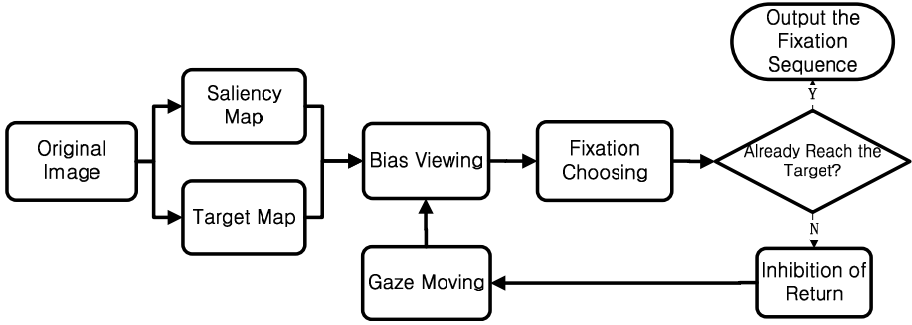 Original
Image
Saliency
Map
Target Map
Bias Viewing
Fixation
Choosing
Already Reach the
Target?
Y
Output the
Fixation
Sequence
N
Inhibition of
Return
Gaze Moving